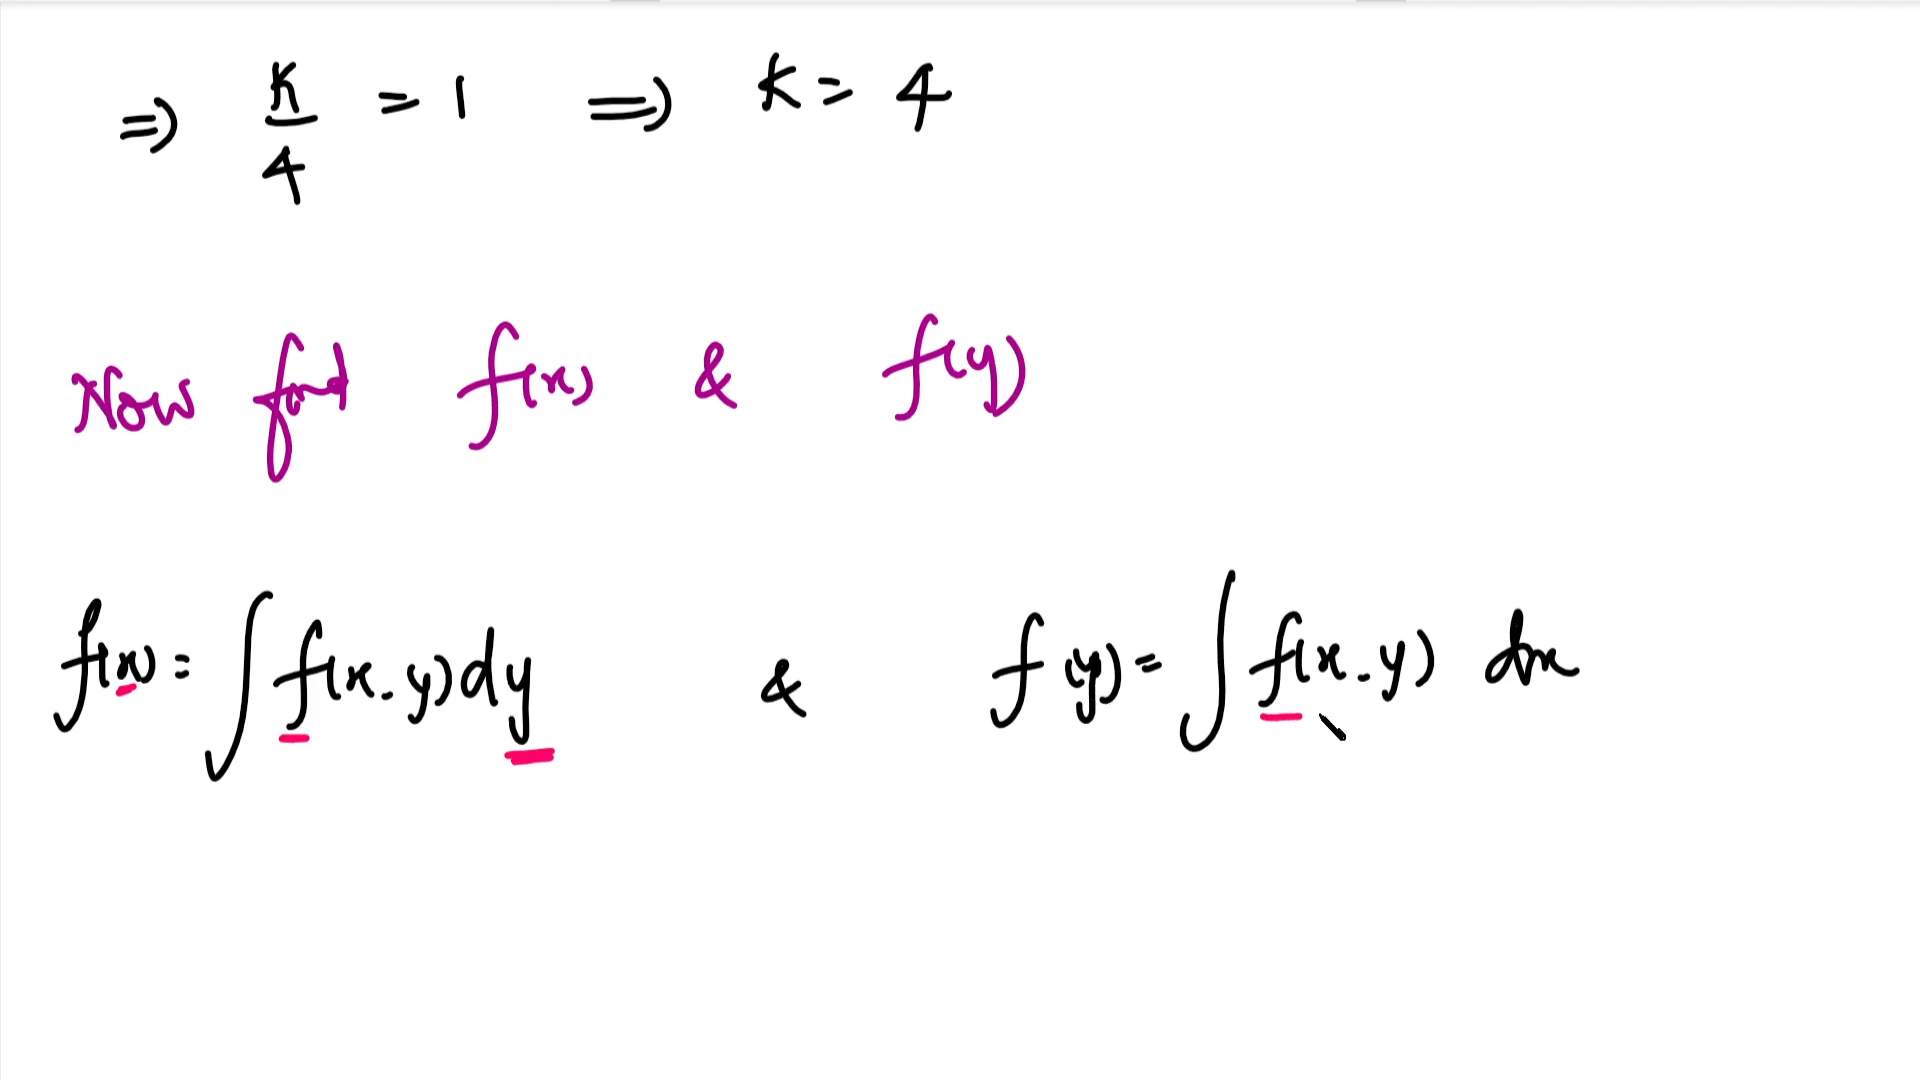 ⇒ K/4 = 1 ⇒ K = 4
Now find f(x) & f(y)
f(x) = ∫ f(x.y) dy & f(y) = ∫ f(x.y) dx